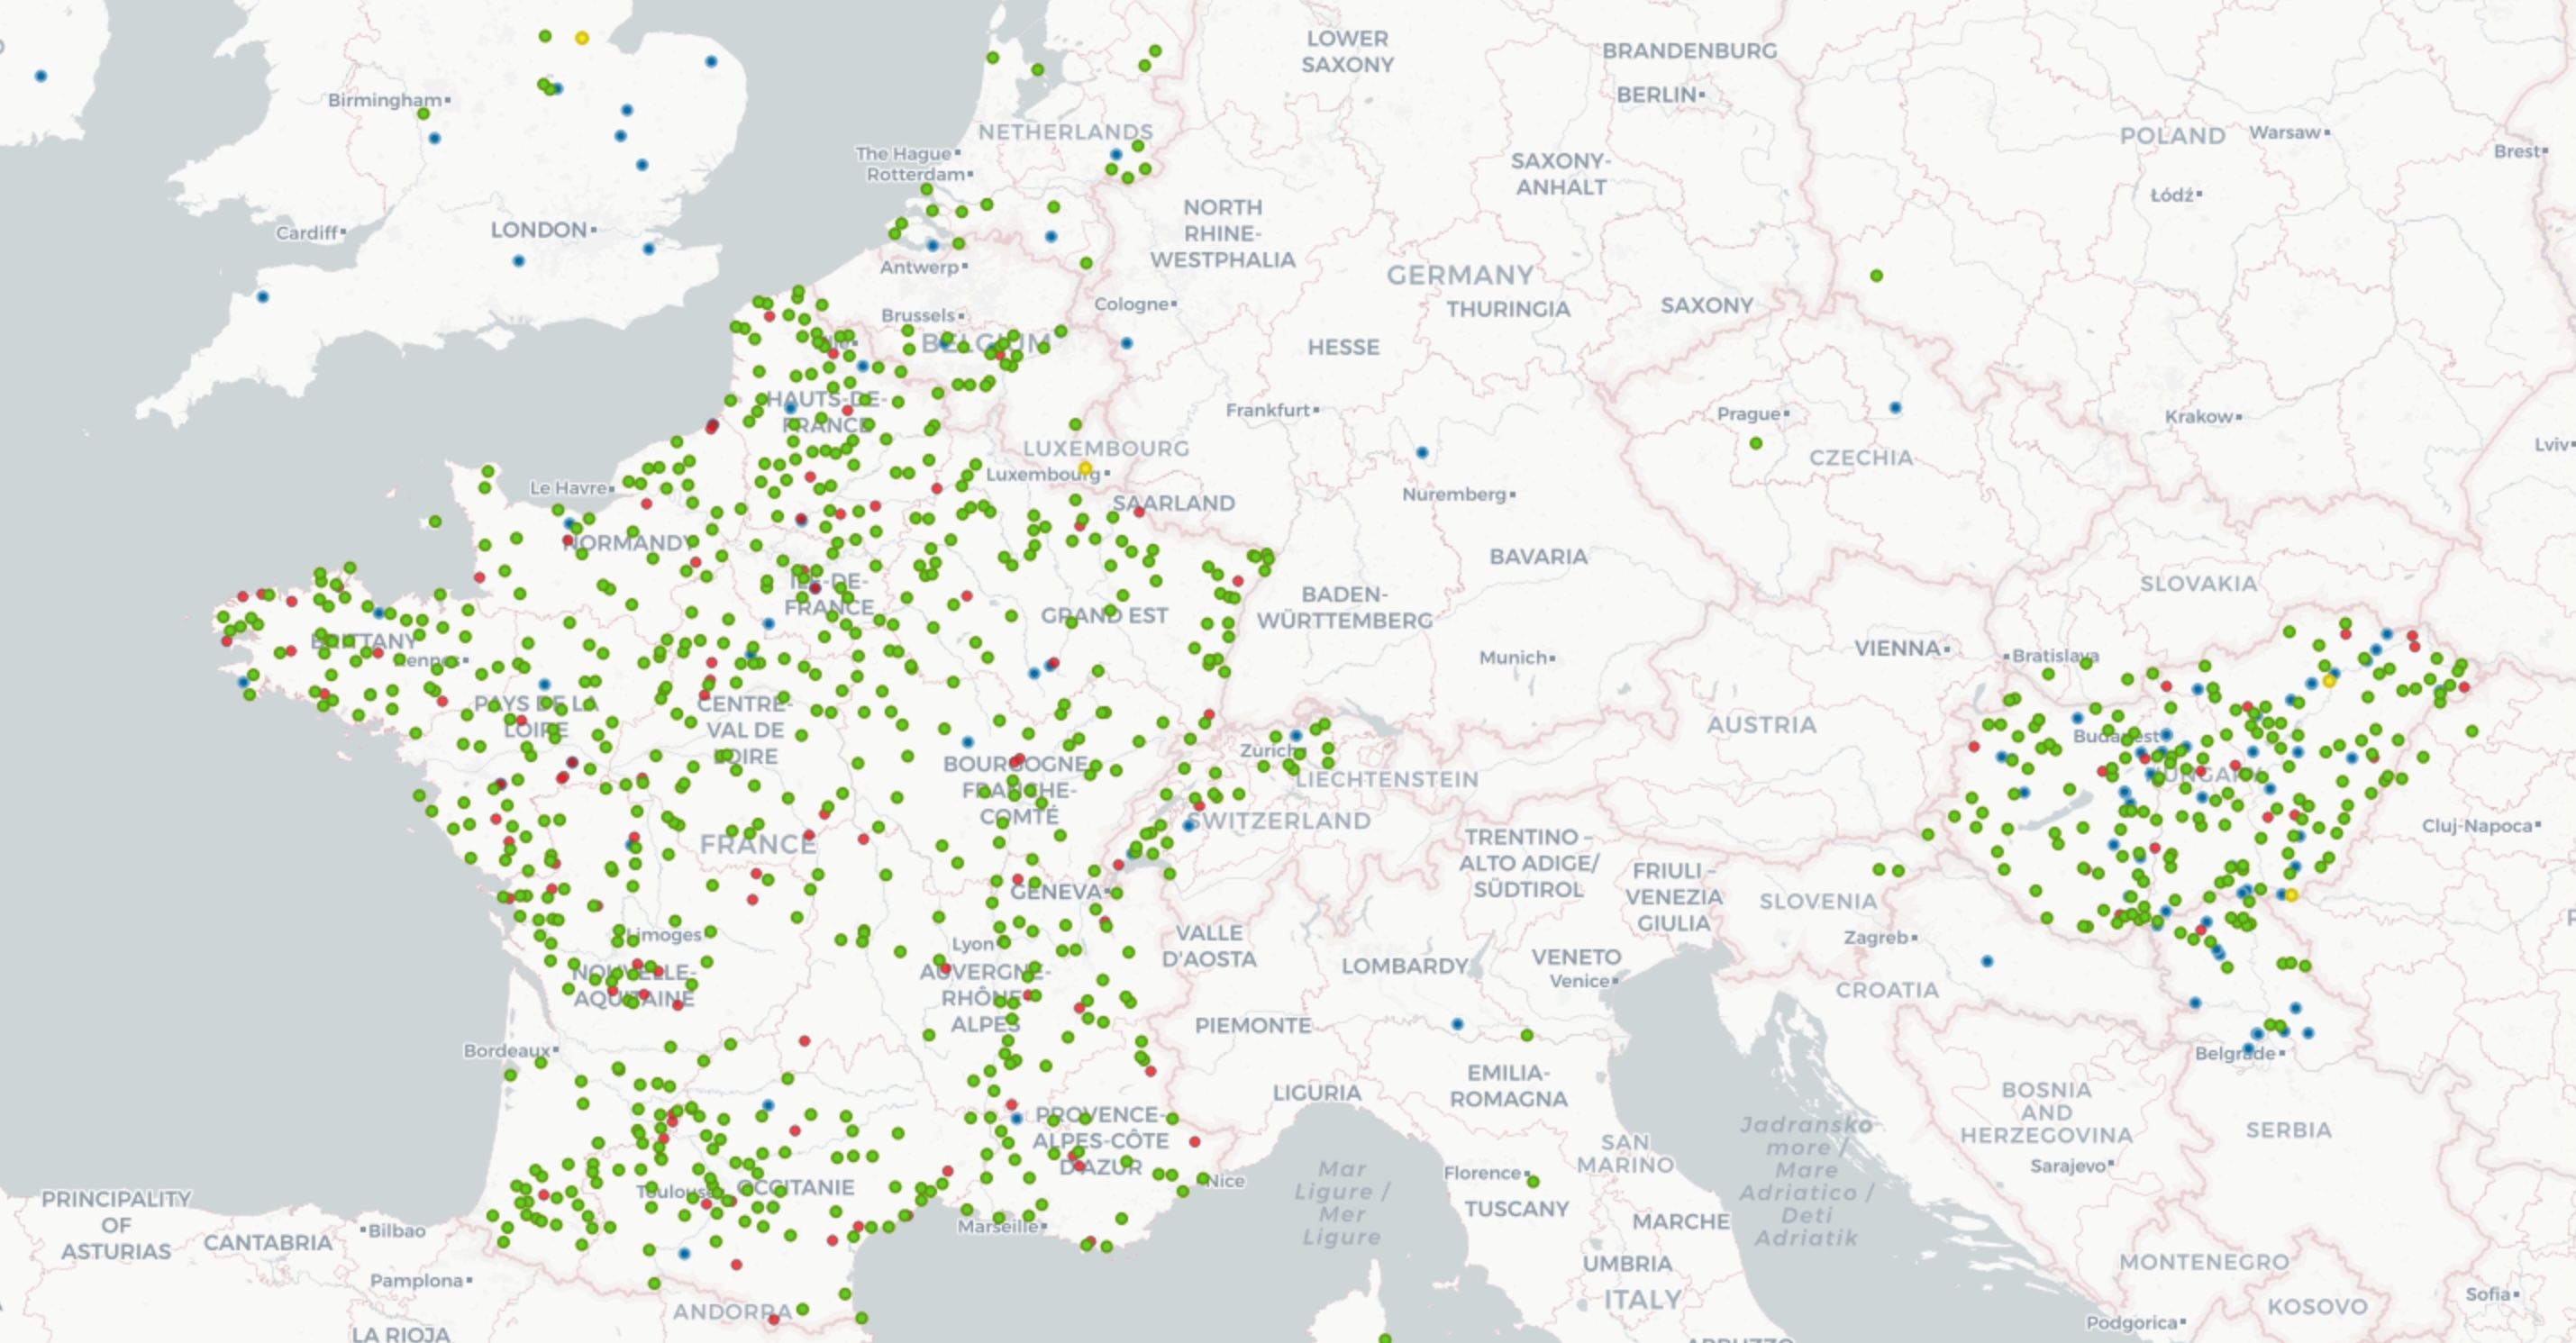 LOWER
SAXONY
BRANDENBURG
BERLIN
Birmingham
NETHERLANDS
POLAND
Warsaw
Brest
The Hague
Rotterdam
SAXONY-
ANHALT
Łódź
Cardiff
LONDON
NORTH
RHINE-
WESTPHALIA
Antwerp
GERMANY
Cologne
THURINGIA
SAXONY
Brussels
BELGIUM
HESSE
HAUTS-DE-
FRANCE
Frankfurt
Prague
Krakow
LUXEMBOURG
Luxembourg
CZECHIA
Lviv
Le Havre
SAARLAND
Nuremberg
NORMANDY
BAVARIA
ÎLE-DE-
FRANCE
GRAND EST
BADEN-
WÜRTTEMBERG
SLOVAKIA
BRITTANY
Rennes
Munich
VIENNA
Bratislava
PAYS DE LA
LOIRE
CENTRE-
VAL DE
LOIRE
AUSTRIA
Budapest
Zürich
BOURGOGNE-
FRANCHE-
COMTÉ
LIECHTENSTEIN
HUNGARY
SWITZERLAND
FRANCE
TRENTINO -
ALTO ADIGE/
SÜDTIROL
Cluj-Napoca
GENEVA
FRIULI -
VENEZIA
GIULIA
SLOVENIA
Limoges
Lyon
VALLE
D'AOSTA
Zagreb
NOUVELLE-
AQUITAINE
AUVERGNE-
RHÔNE-
ALPES
LOMBARDY
VENETO
Venice
CROATIA
PIEMONTE
Bordeaux
Belgrade
EMILIA-
ROMAGNA
LIGURIA
BOSNIA
AND
HERZEGOVINA
PROVENCE-
ALPES-CÔTE
D'AZUR
SAN
MARINO
Jadransko
more /
Mare
Adriatico /
Deti
Adriatik
SERBIA
Sarajevo
Mar
Ligure /
Mer
Ligure
Florence
Nice
Toulouse
OCCITANIE
PRINCIPALITY
OF
ASTURIAS
TUSCANY
MARCHE
Bilbao
CANTABRIA
Marseille
UMBRIA
MONTENEGRO
Pamplona
ITALY
Sofia
KOSOVO
ANDORRA
Podgorica
LA RIOJA
ABRUZZO